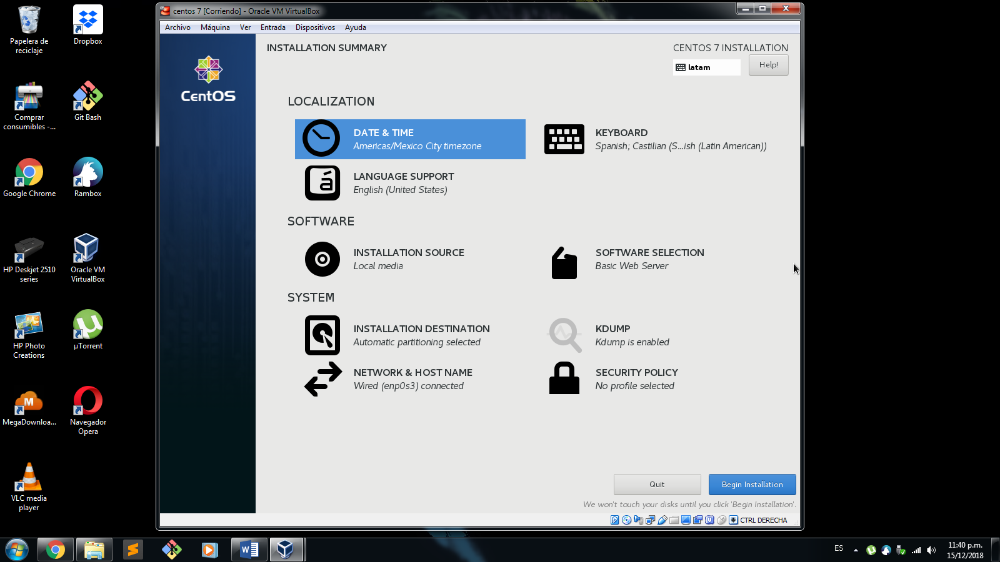 Papelera de
reciclaje
Dropbox
Comprar
consumibles -...
Git Bash
Google Chrome
Rambox
HP Deskjet 2510
series
Oracle VM
VirtualBox
HP Photo
Creations
µTorrent
MegaDownloa...
Navegador
Opera
VLC media
player
centos 7 [Corriendo] - Oracle VM VirtualBox
Archivo Máquina Ver Entrada Dispositivos Ayuda
CentOS
INSTALLATION SUMMARY
CENTOS 7 INSTALLATION
latam
Help!
LOCALIZATION
DATE & TIME
Americas/Mexico City timezone
KEYBOARD
Spanish; Castilian (S...ish (Latin American))
LANGUAGE SUPPORT
English (United States)
SOFTWARE
INSTALLATION SOURCE
Local media
SOFTWARE SELECTION
Basic Web Server
SYSTEM
INSTALLATION DESTINATION
Automatic partitioning selected
KDUMP
Kdump is enabled
NETWORK & HOST NAME
Wired (enp0s3) connected
SECURITY POLICY
No profile selected
Quit
Begin Installation
We won't touch your disks until you click 'Begin Installation'.
CTRL DERECHA
ES
11:40 p.m.
15/12/2018